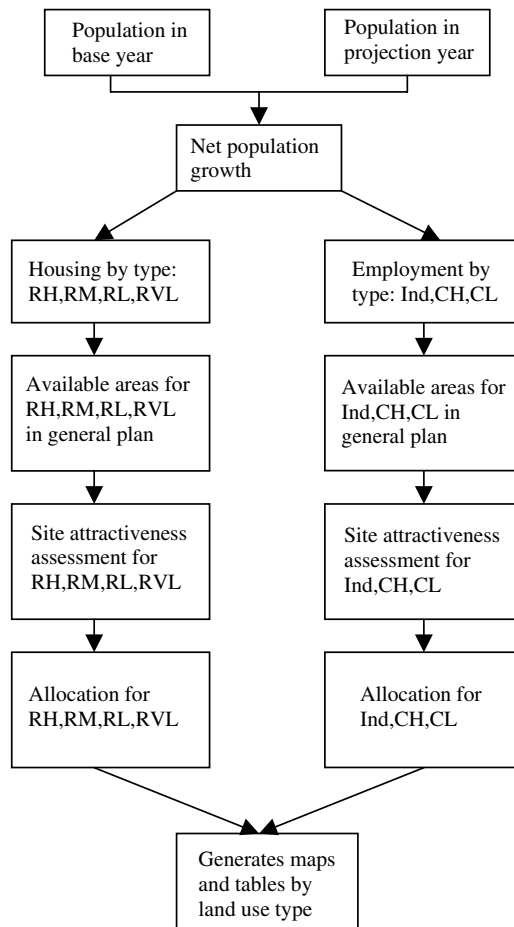 Population in
base year
Population in
projection year
Net population
growth
Housing by type:
RH,RM,RL,RVL
Employment by
type: Ind,CH,CL
Available areas for
RH,RM,RL,RVL
in general plan
Available areas for
Ind,CH,CL in
general plan
Site attractiveness
assessment for
RH,RM,RL,RVL
Site attractiveness
assessment for
Ind,CH,CL
Allocation for
RH,RM,RL,RVL
Allocation for
Ind,CH,CL
Generates maps
and tables by
land use type